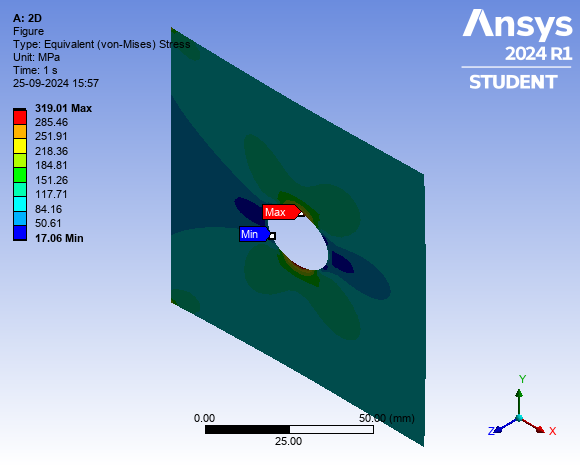 A: 2D
Figure
Type: Equivalent (von-Mises) Stress
Unit: MPa
Time: 1 s
25-09-2024 15:57
319.01 Max
285.46
251.91
218.36
184.81
151.26
117.71
84.16
50.61
17.06 Min
Ansys
2024 R1
STUDENT
Max
Min
0.00 50.00 (mm)
25.00
Y
Z X